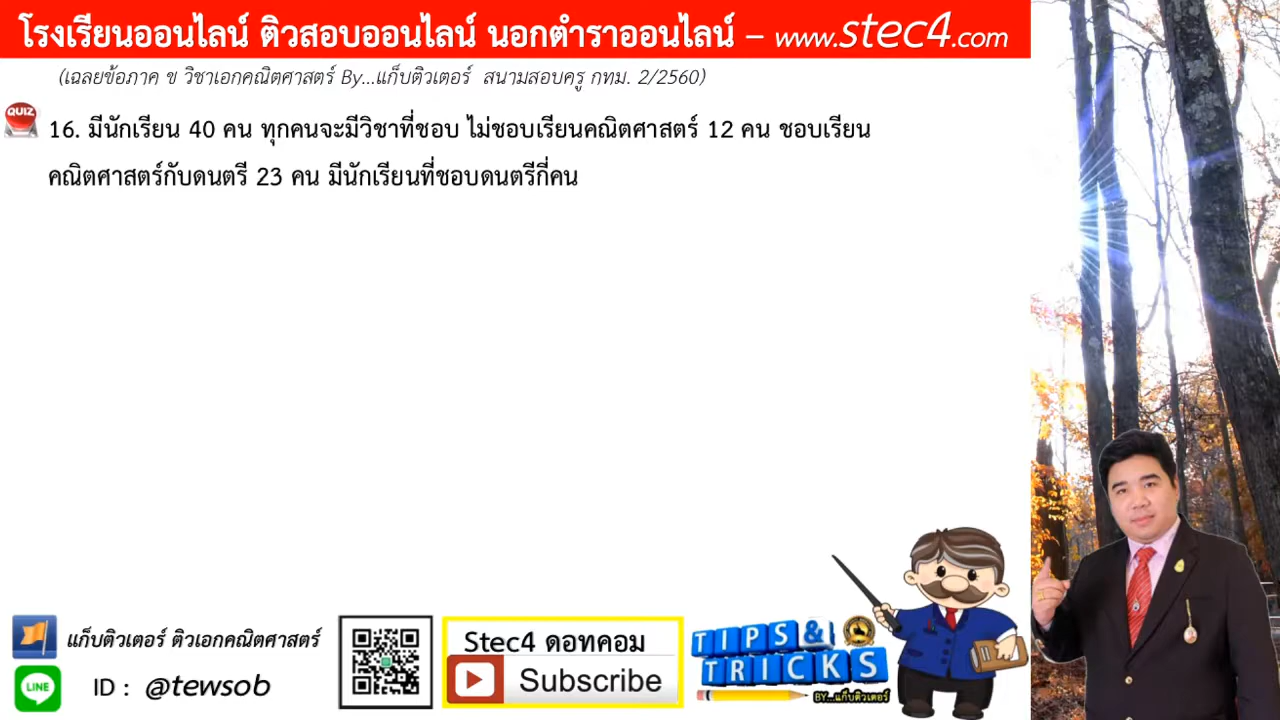 โรงเรียนออนไลน์ ติวสอบออนไลน์ นอกตำราออนไลน์ – www.stec4.com
(เฉลยข้อภาค ข วิชาเอกคณิตศาสตร์ By...แก็บติวเตอร์ สนามสอบครู กทม. 2/2560)
QUIZ
16. มีนักเรียน 40 คน ทุกคนจะมีวิชาที่ชอบ ไม่ชอบเรียนคณิตศาสตร์ 12 คน ชอบเรียน
คณิตศาสตร์กับดนตรี 23 คน มีนักเรียนที่ชอบดนตรีกี่คน
แก็บติวเตอร์ ติวเอกคณิตศาสตร์
LINE
ID : @tewsob
Stec4 ดอทคอม
Subscribe
TIPS &
TRICKS
BY...แก็บติวเตอร์